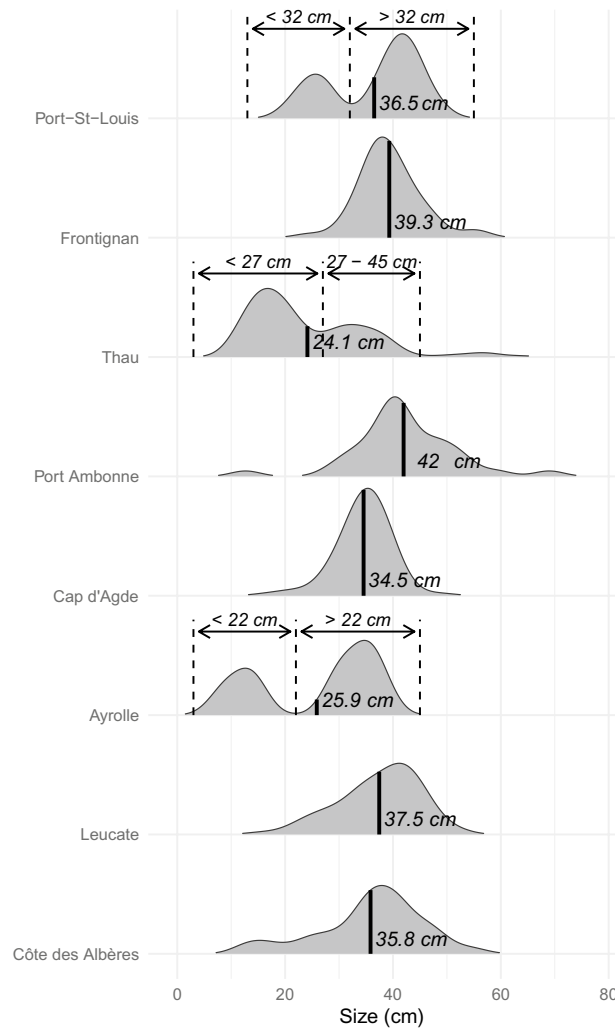 < 32 cm > 32 cm
36.5 cm
Port−St−Louis
39.3 cm
Frontignan
< 27 cm 27 − 45 cm
24.1 cm
Thau
42 cm
Port Ambonne
34.5 cm
Cap d'Agde
< 22 cm > 22 cm
25.9 cm
Ayrolle
37.5 cm
Leucate
35.8 cm
Côte des Albères
0 20 40 60 80
Size (cm)